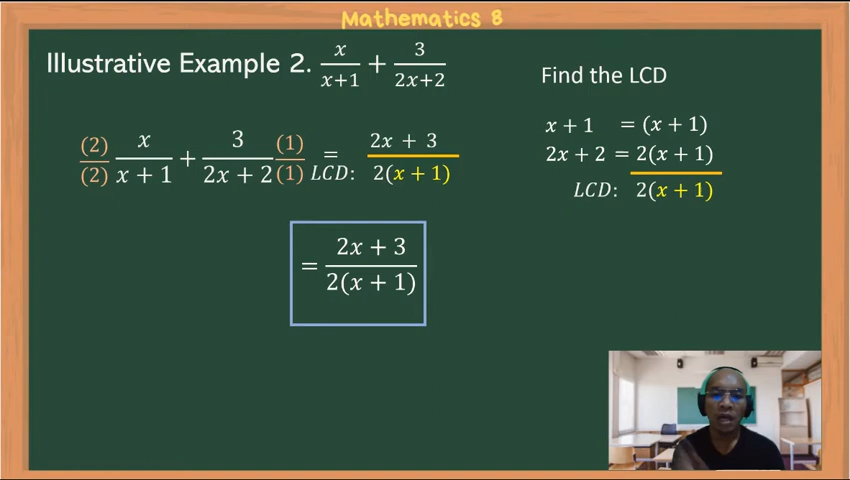 Mathematics 8
Illustrative Example 2. x/(x+1) + 3/(2x+2)
Find the LCD
x + 1 = (x + 1)
2x + 2 = 2(x + 1)
LCD: 2(x + 1)
(2)/(2) x/(x + 1) + 3/(2x + 2) (1)/(1) = (2x + 3)/
LCD: 2(x + 1)
= (2x + 3)/(2(x + 1))